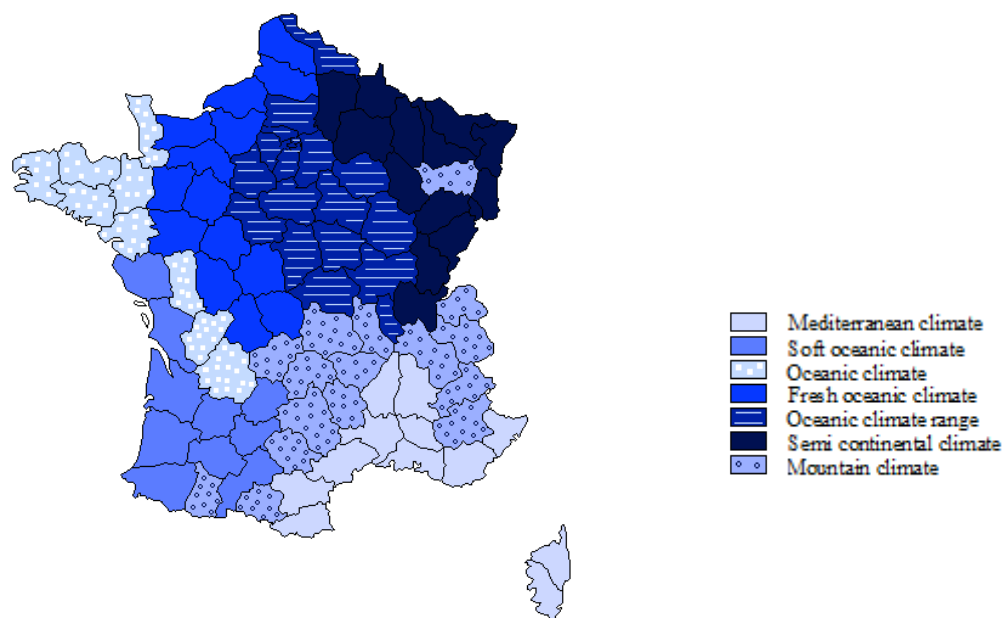 Mediterranean climate
Soft oceanic climate
Oceanic climate
Fresh oceanic climate
Oceanic climate range
Semi continental climate
Mountain climate